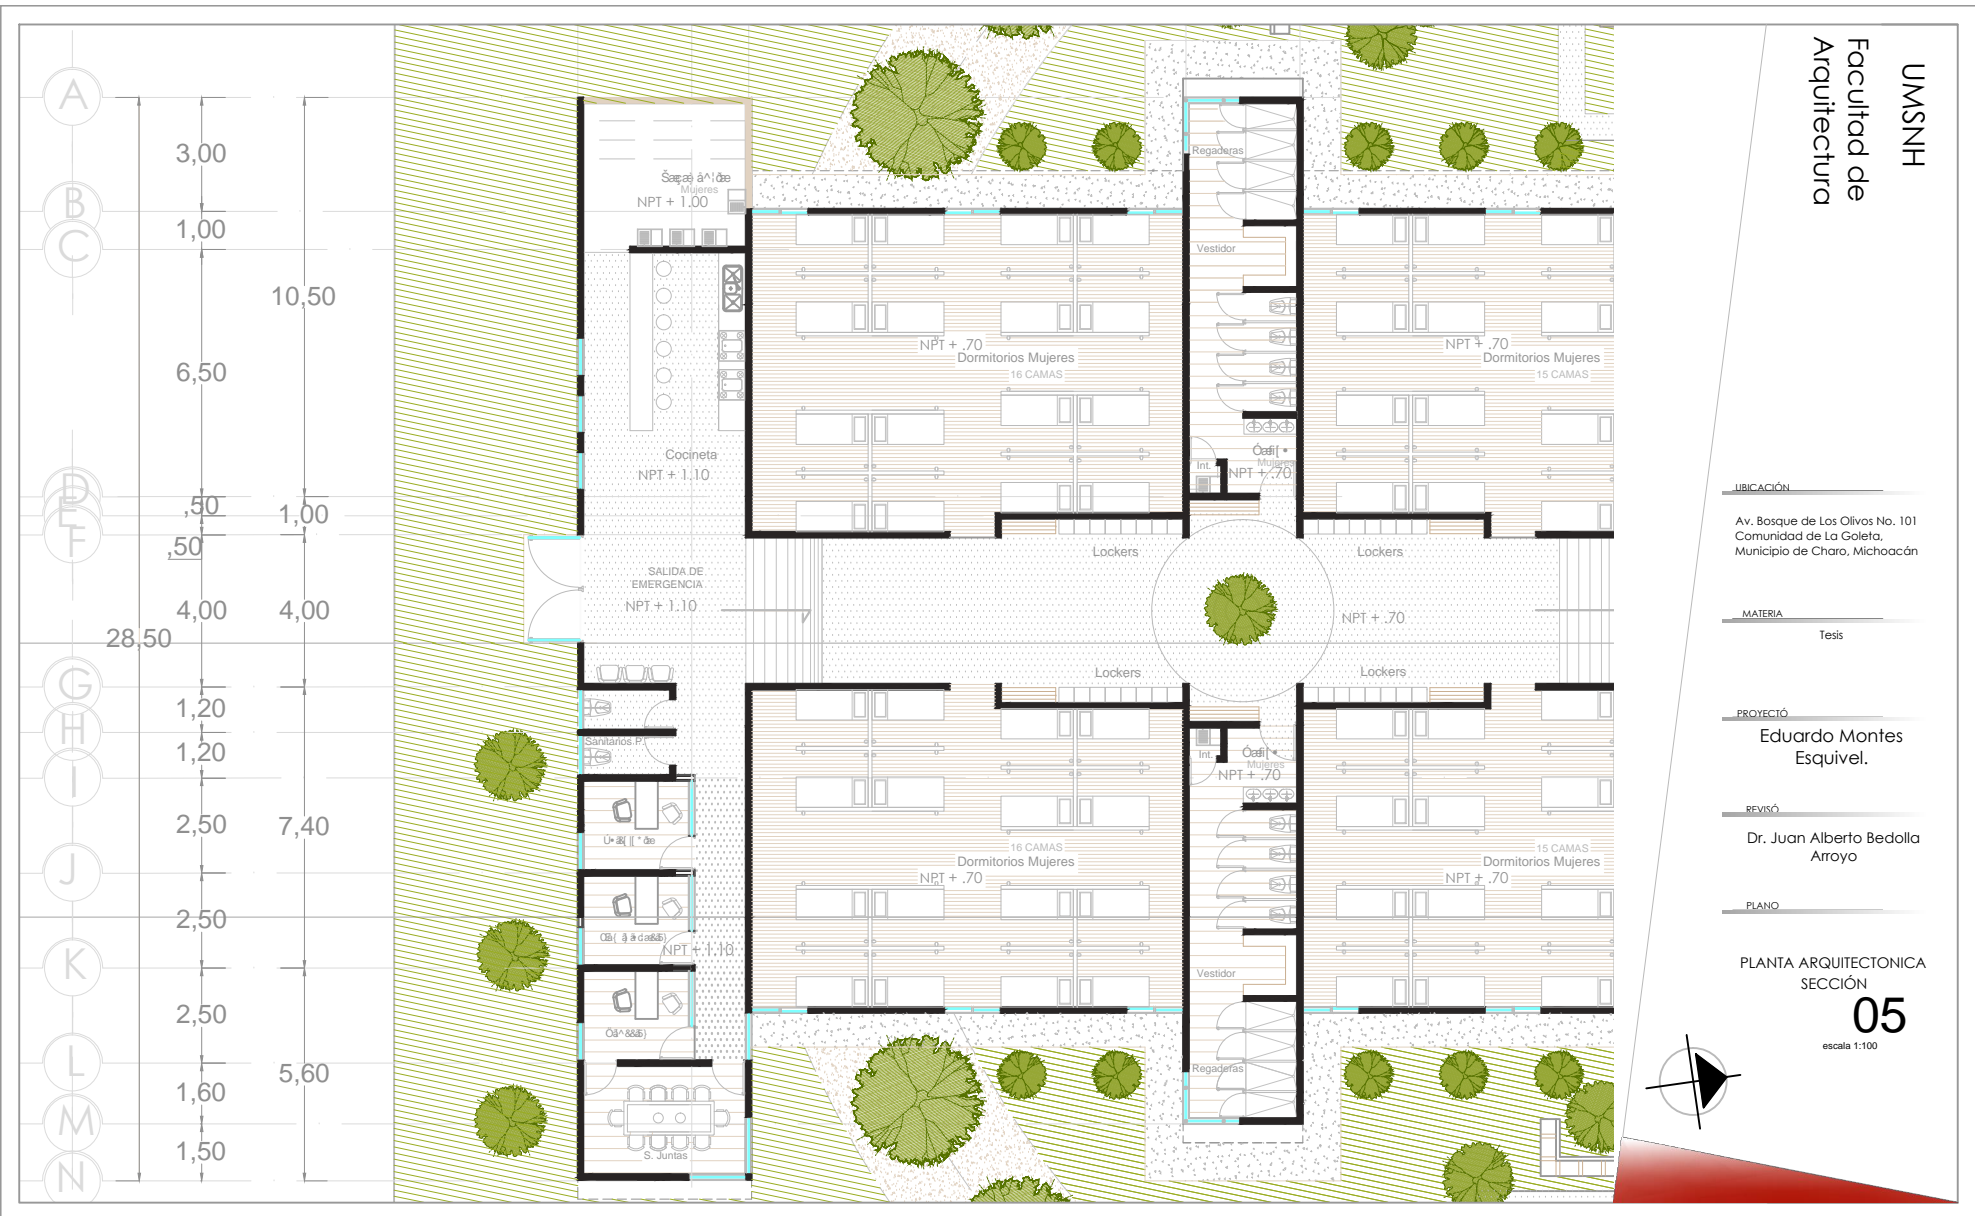 A
B
C
D
E
F
G
H
I
J
K
L
M
N
3,00
1,00
6,50
,50
,50
4,00
1,20
1,20
2,50
2,50
2,50
1,60
1,50
28,50
10,50
1,00
4,00
7,40
5,60
Mujeres
NPT + 1.00
Cocineta
NPT + 1.10
SALIDA DE
EMERGENCIA
NPT + 1.10
Sanitarios P.
NPT + 1.10
S. Juntas
NPT + .70
Dormitorios Mujeres
16 CAMAS
Regaderas
Vestidor
Int.
Mujeres
NPT + .70
NPT + .70
Dormitorios Mujeres
15 CAMAS
Lockers
Lockers
NPT + .70
Lockers
Lockers
16 CAMAS
Dormitorios Mujeres
NPT + .70
Int.
Mujeres
NPT + .70
Vestidor
Regaderas
15 CAMAS
Dormitorios Mujeres
NPT + .70
UMSNH
Facultad de
Arquitectura
UBICACIÓN
Av. Bosque de Los Olivos No. 101
Comunidad de La Goleta,
Municipio de Charo, Michoacán
MATERIA
Tesis
PROYECTÓ
Eduardo Montes
Esquivel.
REVISÓ
Dr. Juan Alberto Bedolla
Arroyo
PLANO
PLANTA ARQUITECTONICA
SECCIÓN
05
escala 1:100